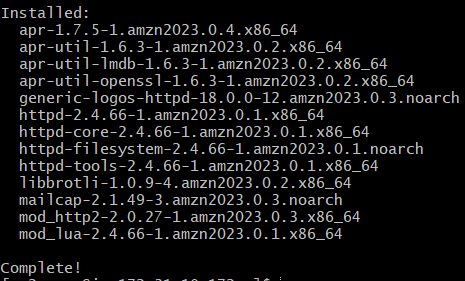 Installed:
apr-1.7.5-1.amzn2023.0.4.x86_64
apr-util-1.6.3-1.amzn2023.0.2.x86_64
apr-util-lmdb-1.6.3-1.amzn2023.0.2.x86_64
apr-util-openssl-1.6.3-1.amzn2023.0.2.x86_64
generic-logos-httpd-18.0.0-12.amzn2023.0.3.noarch
httpd-2.4.66-1.amzn2023.0.1.x86_64
httpd-core-2.4.66-1.amzn2023.0.1.x86_64
httpd-filesystem-2.4.66-1.amzn2023.0.1.noarch
httpd-tools-2.4.66-1.amzn2023.0.1.x86_64
libbrotli-1.0.9-4.amzn2023.0.2.x86_64
mailcap-2.1.49-3.amzn2023.0.3.noarch
mod_http2-2.0.27-1.amzn2023.0.3.x86_64
mod_lua-2.4.66-1.amzn2023.0.1.x86_64
Complete!